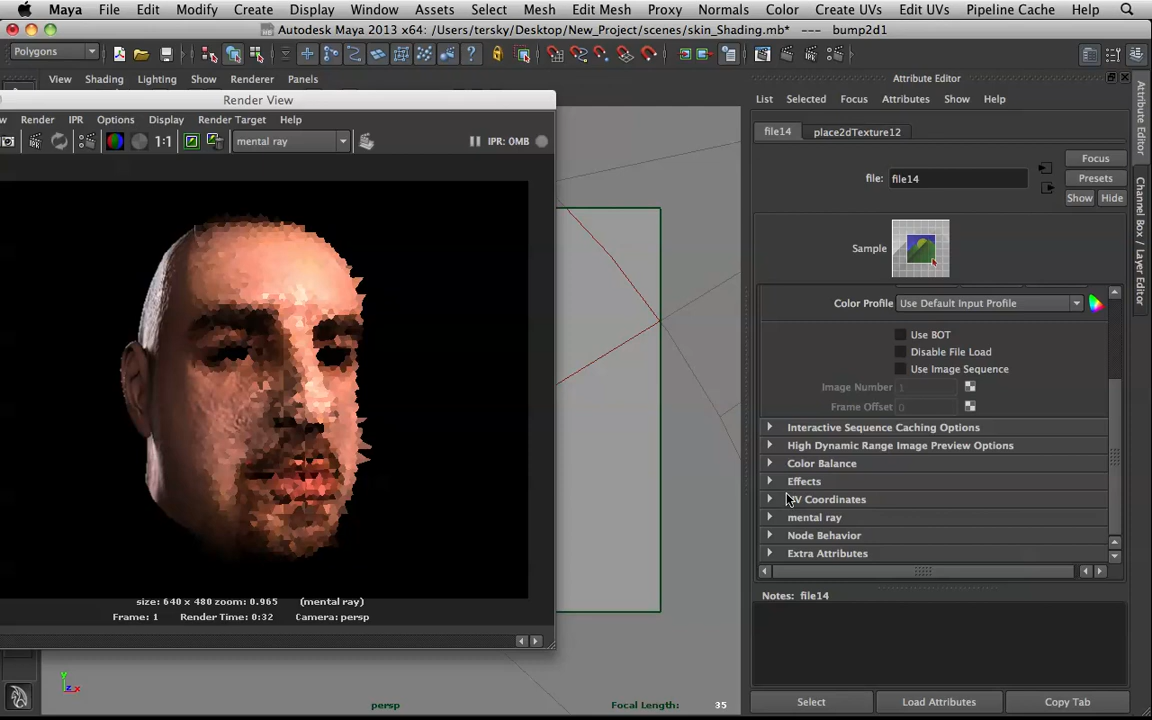 Maya File Edit Modify Create Display Window Assets Select Mesh Edit Mesh Proxy Normals Color Create UVs Edit UVs Pipeline Cache Help
Autodesk Maya 2013 x64: /Users/tersky/Desktop/New_Project/scenes/skin_Shading.mb* --- bump2d1
Polygons
View Shading Lighting Show Renderer Panels
Attribute Editor
List Selected Focus Attributes Show Help
Render View
Render IPR Options Display Render Target Help
1:1 mental ray IPR: 0MB
file14 place2dTexture12
Focus
file: file14 Presets
Show Hide
Sample
Color Profile Use Default Input Profile
Use BOT
Disable File Load
Use Image Sequence
Image Number 1
Frame Offset 0
Interactive Sequence Caching Options
High Dynamic Range Image Preview Options
Color Balance
Effects
UV Coordinates
mental ray
Node Behavior
Extra Attributes
size: 640 x 480 zoom: 0.965 (mental ray)
Frame: 1 Render Time: 0:32 Camera: persp
Notes: file14
Select Load Attributes Copy Tab
persp Focal Length: 35
y
z x
Attribute Editor
Channel Box / Layer Editor